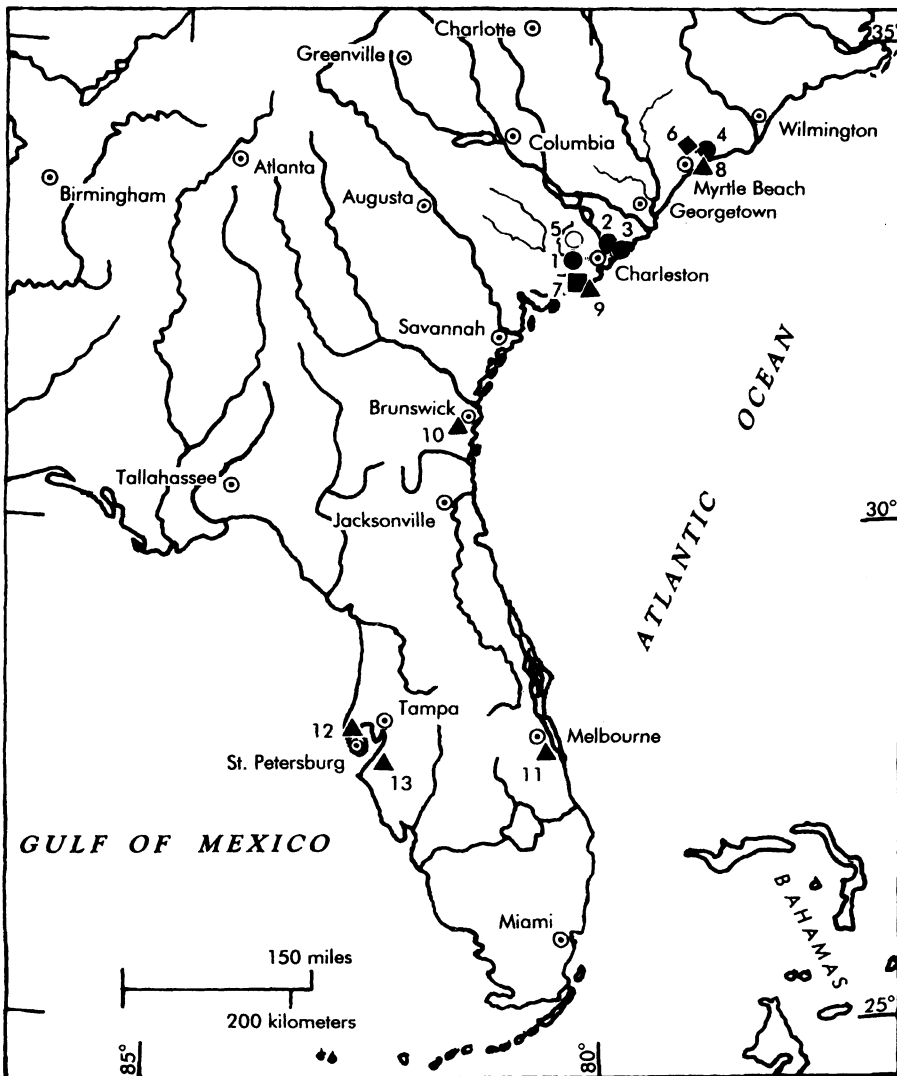 Charlotte
35°
Greenville
Wilmington
Columbia
6
4
Atlanta
8
Birmingham
Myrtle Beach
Augusta
Georgetown
5
2
3
1
Charleston
7
9
Savannah
ATLANTIC OCEAN
Brunswick
10
Tallahassee
30°
Jacksonville
Tampa
12
Melbourne
St. Petersburg
13
11
GULF OF MEXICO
BAHAMAS
Miami
150 miles
200 kilometers
25°
85°
80°